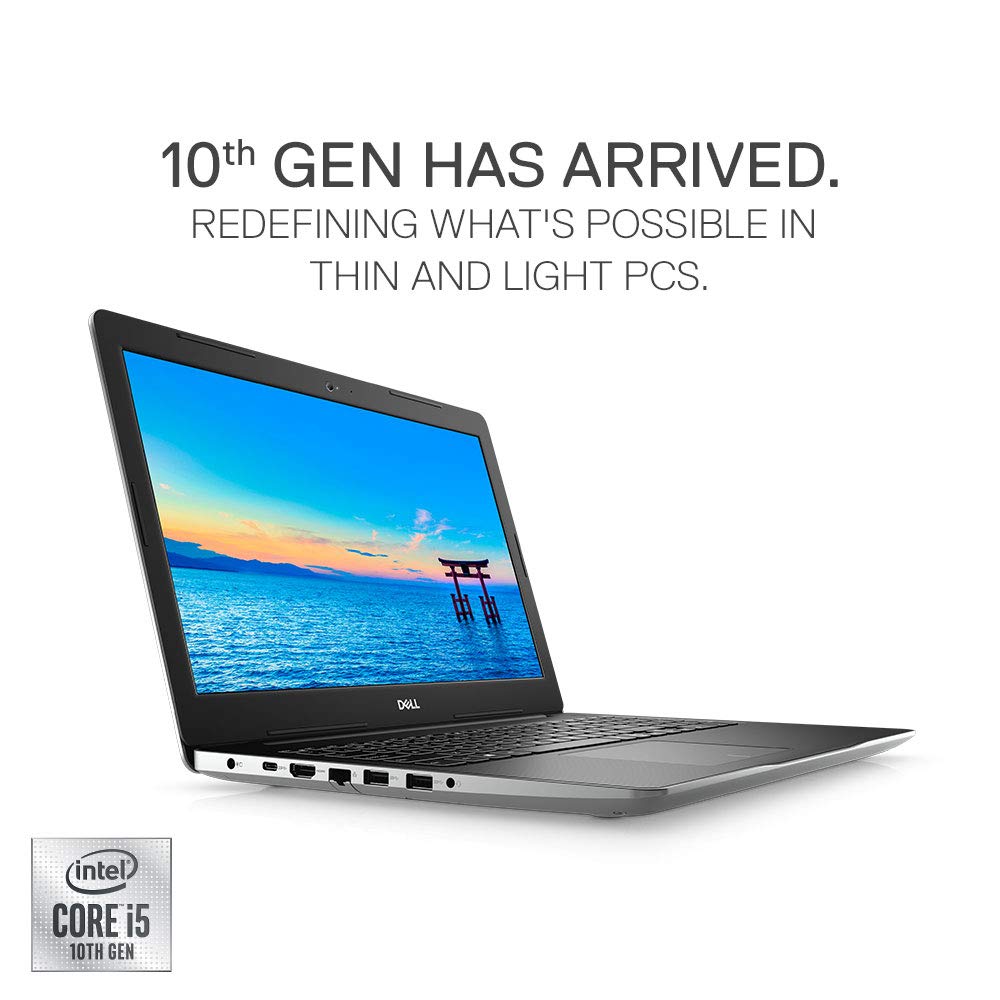 10th GEN HAS ARRIVED.
REDEFINING WHAT'S POSSIBLE IN
THIN AND LIGHT PCS.
DELL
intel
CORE i5
10TH GEN